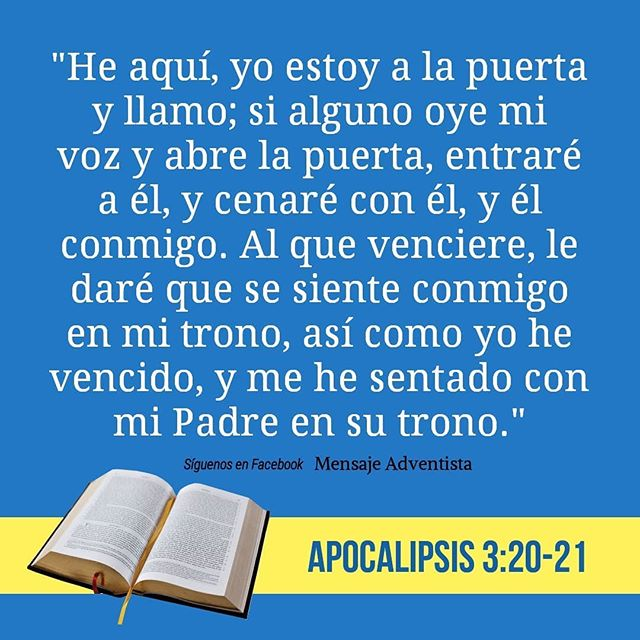 "He aquí, yo estoy a la puerta
y llamo; si alguno oye mi
voz y abre la puerta, entraré
a él, y cenaré con él, y él
conmigo. Al que venciere, le
daré que se siente conmigo
en mi trono, así como yo he
vencido, y me he sentado con
mi Padre en su trono."
Síguenos en Facebook Mensaje Adventista
APOCALIPSIS 3:20-21